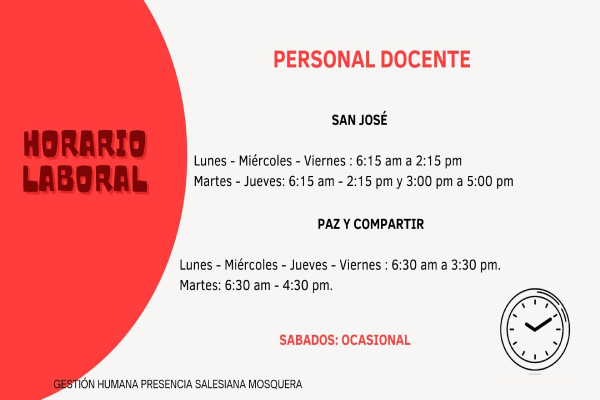 HORARIO
LABORAL
PERSONAL DOCENTE
SAN JOSÉ
Lunes - Miércoles - Viernes : 6:15 am a 2:15 pm
Martes - Jueves: 6:15 am - 2:15 pm y 3:00 pm a 5:00 pm
PAZ Y COMPARTIR
Lunes - Miércoles - Jueves - Viernes : 6:30 am a 3:30 pm.
Martes: 6:30 am - 4:30 pm.
SABADOS: OCASIONAL
GESTIÓN HUMANA PRESENCIA SALESIANA MOSQUERA